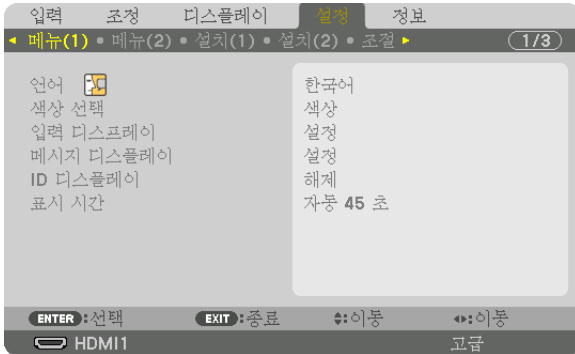 입력 조정 디스플레이 설정 정보
◂ 메뉴(1) • 메뉴(2) • 설치(1) • 설치(2) • 조절 ▸ 1/3
언어 한국어
색상 선택 색상
입력 디스프레이 설정
메시지 디스플레이 설정
ID 디스플레이 해제
표시 시간 자동 45 초
ENTER :선택 EXIT :종료 :이동 :이동
HDMI1 고급